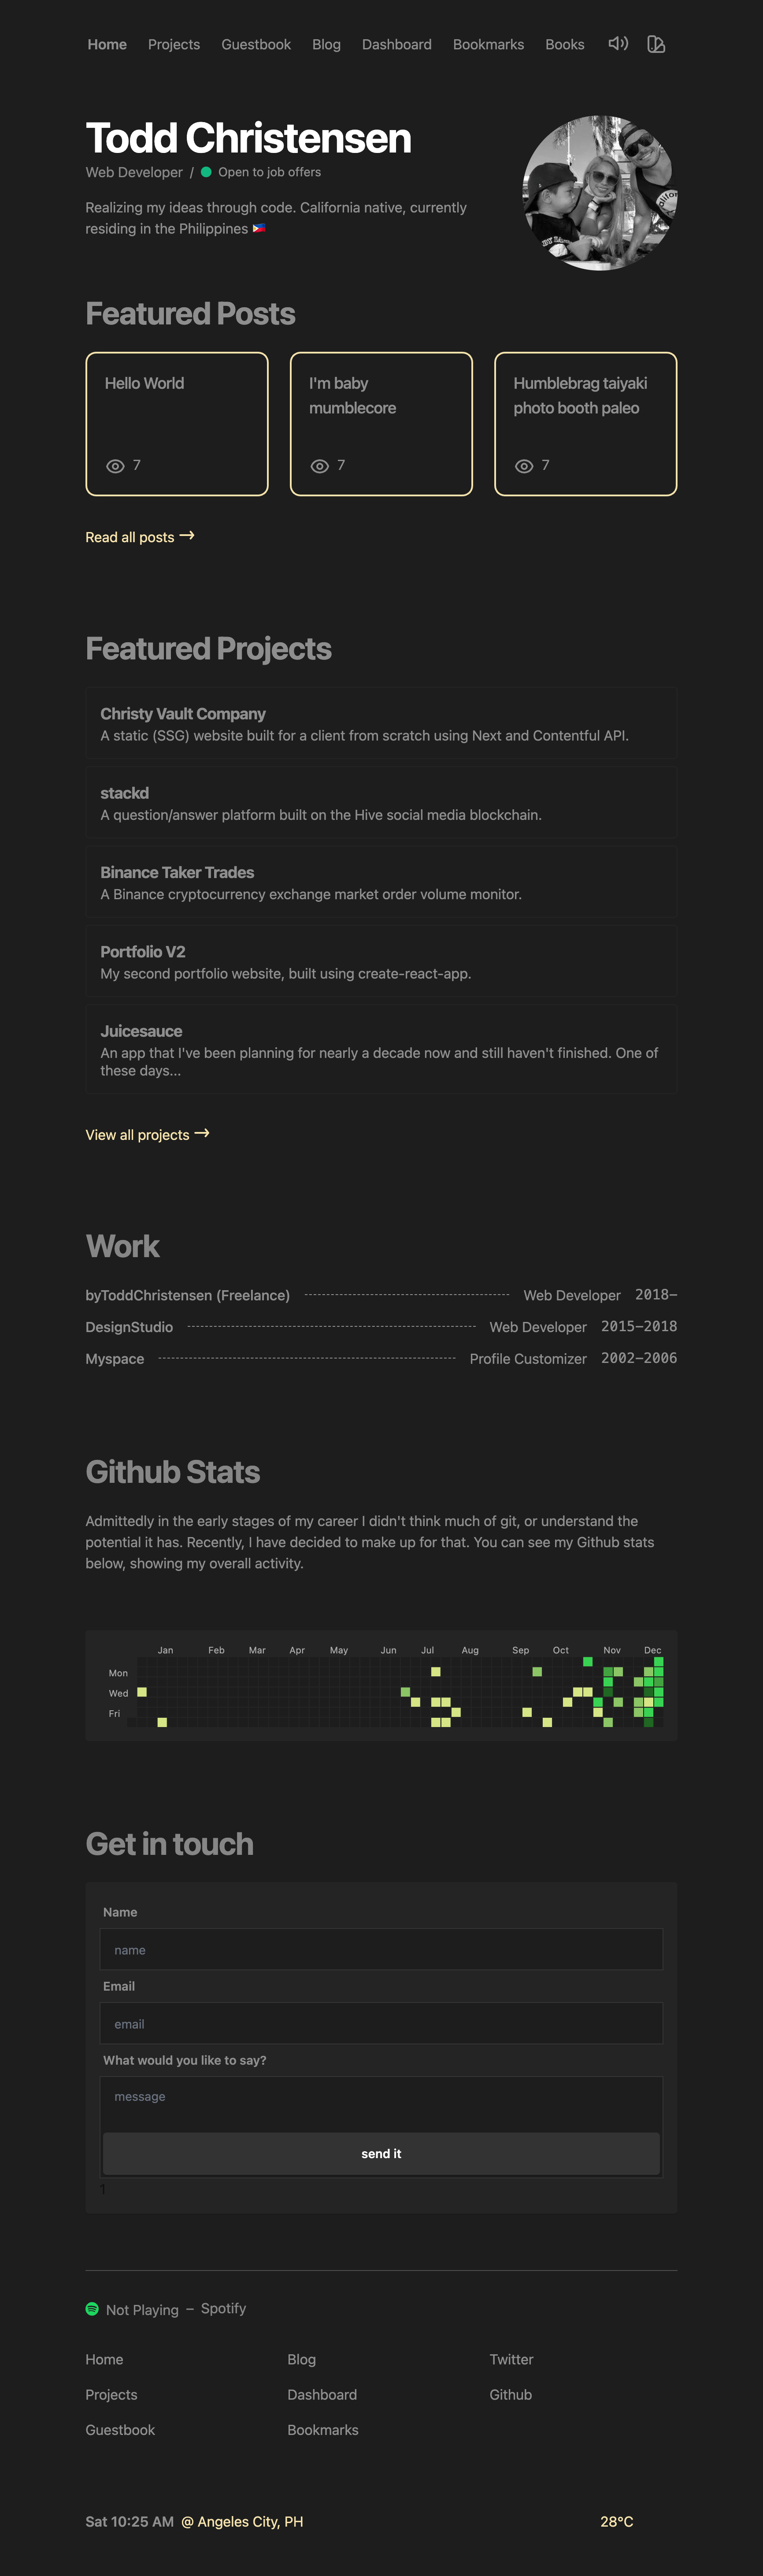 Home Projects Guestbook Blog Dashboard Bookmarks Books
Todd Christensen
Web Developer / Open to job offers
Realizing my ideas through code. California native, currently
residing in the Philippines 🇵🇭
Featured Posts
Hello World
7
I'm baby
mumblecore
7
Humblebrag taiyaki
photo booth paleo
7
Read all posts →
Featured Projects
Christy Vault Company
A static (SSG) website built for a client from scratch using Next and Contentful API.
stackd
A question/answer platform built on the Hive social media blockchain.
Binance Taker Trades
A Binance cryptocurrency exchange market order volume monitor.
Portfolio V2
My second portfolio website, built using create-react-app.
Juicesauce
An app that I've been planning for nearly a decade now and still haven't finished. One of
these days...
View all projects →
Work
byToddChristensen (Freelance) Web Developer 2018–
DesignStudio Web Developer 2015–2018
Myspace Profile Customizer 2002–2006
Github Stats
Admittedly in the early stages of my career I didn't think much of git, or understand the
potential it has. Recently, I have decided to make up for that. You can see my Github stats
below, showing my overall activity.
Jan Feb Mar Apr May Jun Jul Aug Sep Oct Nov Dec
Mon
Wed
Fri
Get in touch
Name
name
Email
email
What would you like to say?
message
send it
1
Not Playing – Spotify
Home Blog Twitter
Projects Dashboard Github
Guestbook Bookmarks
Sat 10:25 AM @ Angeles City, PH 28°C